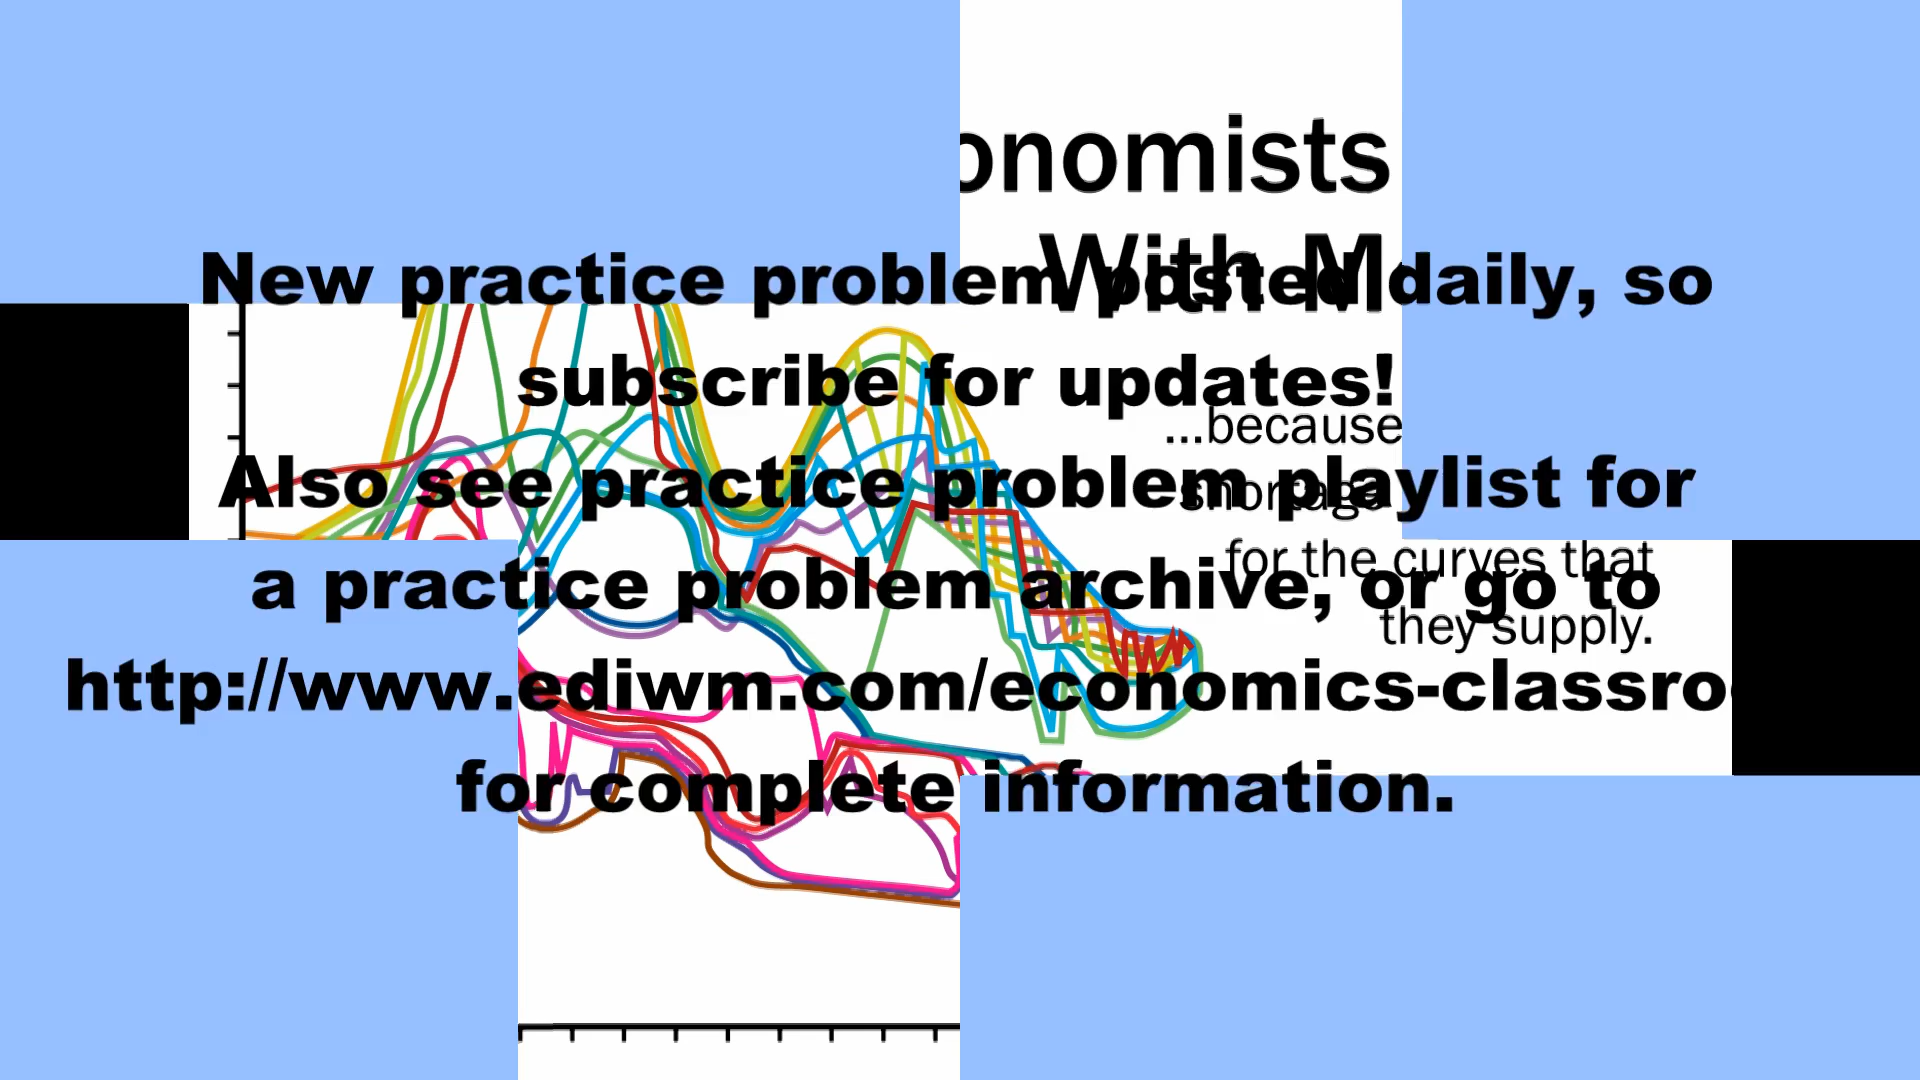 onomists
With M
New practice problem posted daily, so
subscribe for updates!
...because
Also see practice problem playlist for
shortage
for the curves that
a practice problem archive, or go to
they supply.
http://www.ediwm.com/economics-classro
for complete information.